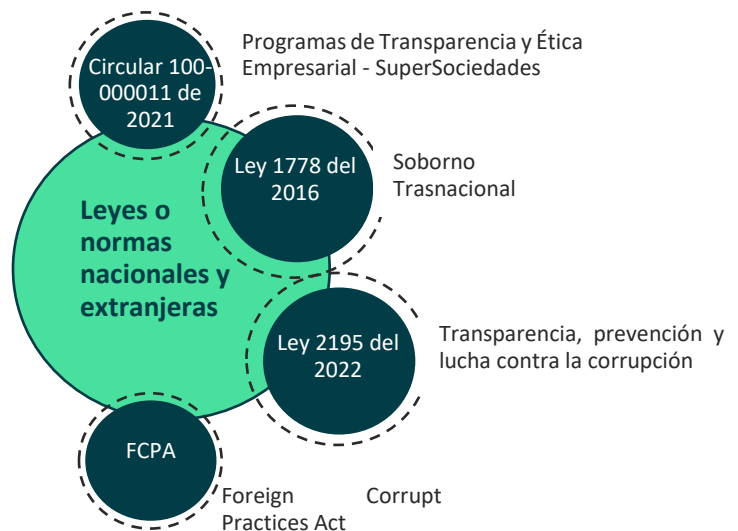 Circular 100-
000011 de
2021
Programas de Transparencia y Ética
Empresarial - SuperSociedades
Ley 1778 del
2016
Soborno
Trasnacional
Leyes o
normas
nacionales y
extranjeras
Ley 2195 del
2022
Transparencia, prevención y
lucha contra la corrupción
FCPA
Foreign Corrupt
Practices Act